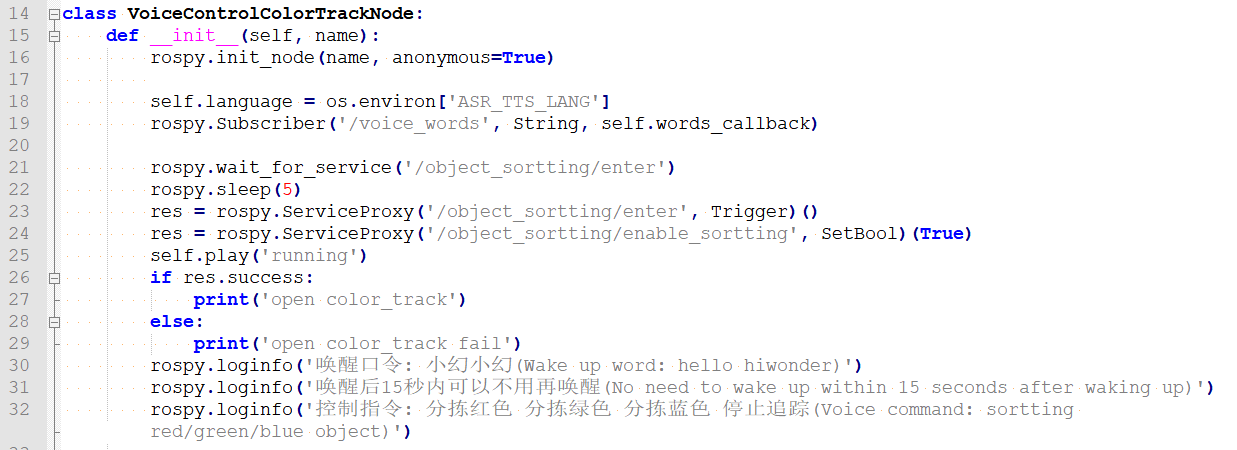 14 class VoiceControlColorTrackNode:
15     def __init__(self, name):
16         rospy.init_node(name, anonymous=True)
17
18         self.language = os.environ['ASR_TTS_LANG']
19         rospy.Subscriber('/voice_words', String, self.words_callback)
20
21         rospy.wait_for_service('/object_sortting/enter')
22         rospy.sleep(5)
23         res = rospy.ServiceProxy('/object_sortting/enter', Trigger)()
24         res = rospy.ServiceProxy('/object_sortting/enable_sortting', SetBool)(True)
25         self.play('running')
26         if res.success:
27             print('open color_track')
28         else:
29             print('open color_track fail')
30         rospy.loginfo('唤醒口令: 小幻小幻(Wake up word: hello hiwonder)')
31         rospy.loginfo('唤醒后15秒内可以不用再唤醒(No need to wake up within 15 seconds after waking up)')
32         rospy.loginfo('控制指令: 分拣红色 分拣绿色 分拣蓝色 停止追踪(Voice command: sortting
        red/green/blue object)')